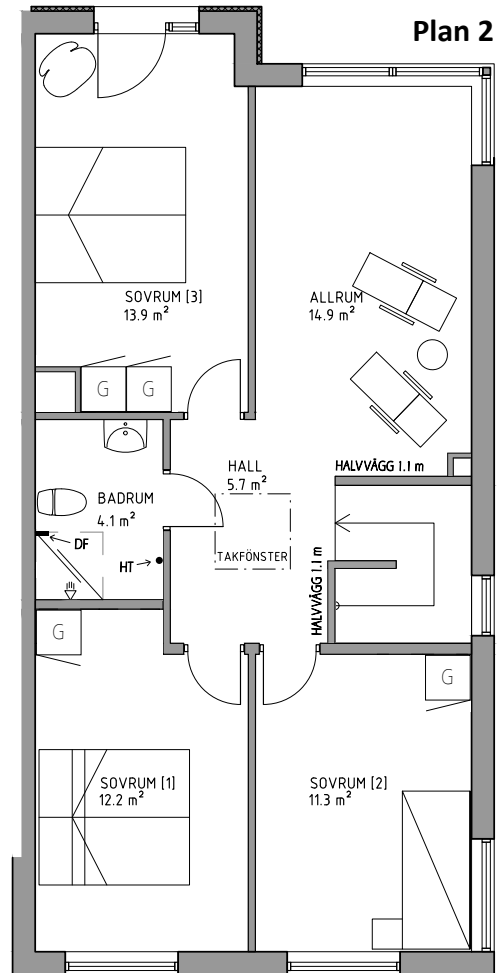 Plan 2
SOVRUM [3]
13.9 m²
ALLRUM
14.9 m²
G G
HALL
5.7 m²
HALVVÄGG 1.1 m
BADRUM
4.1 m²
DF
HT
TAKFÖNSTER
HALVVÄGG 1.1 m
G
G
SOVRUM [1]
12.2 m²
SOVRUM [2]
11.3 m²